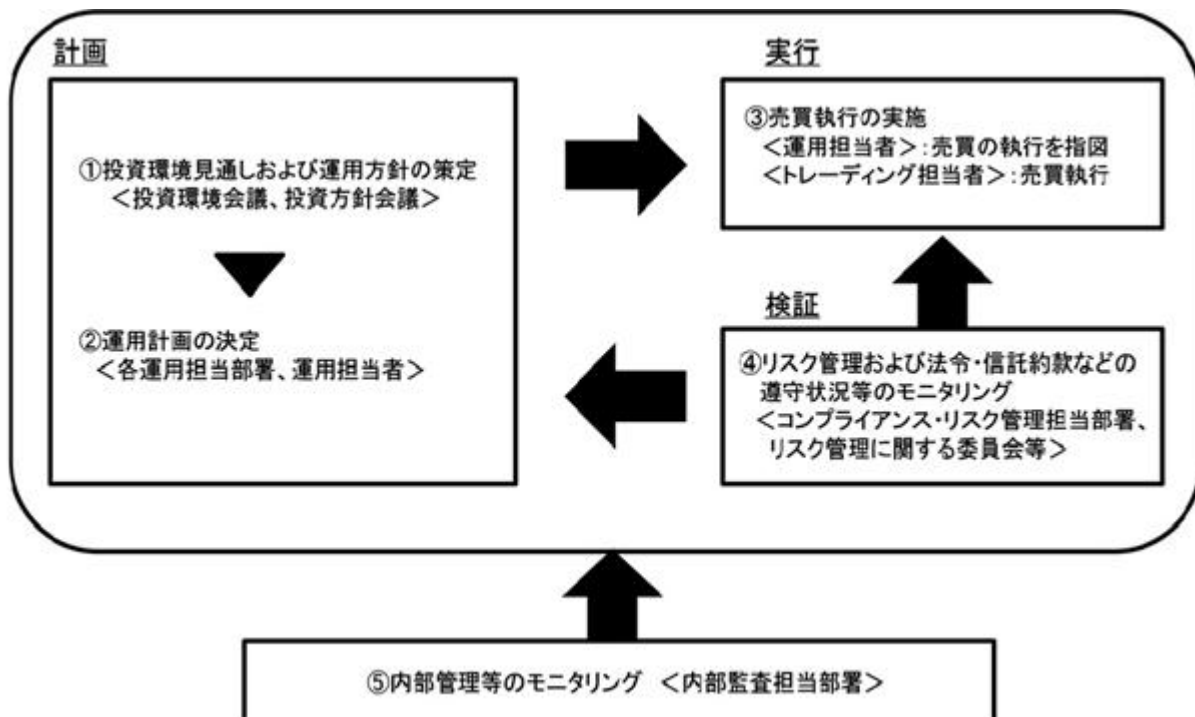 計画
①投資環境見通しおよび運用方針の策定
＜投資環境会議、投資方針会議＞
②運用計画の決定
＜各運用担当部署、運用担当者＞
実行
③売買執行の実施
＜運用担当者＞：売買の執行を指図
＜トレーディング担当者＞：売買執行
検証
④リスク管理および法令・信託約款などの
遵守状況等のモニタリング
＜コンプライアンス・リスク管理担当部署、
リスク管理に関する委員会等＞
⑤内部管理等のモニタリング ＜内部監査担当部署＞